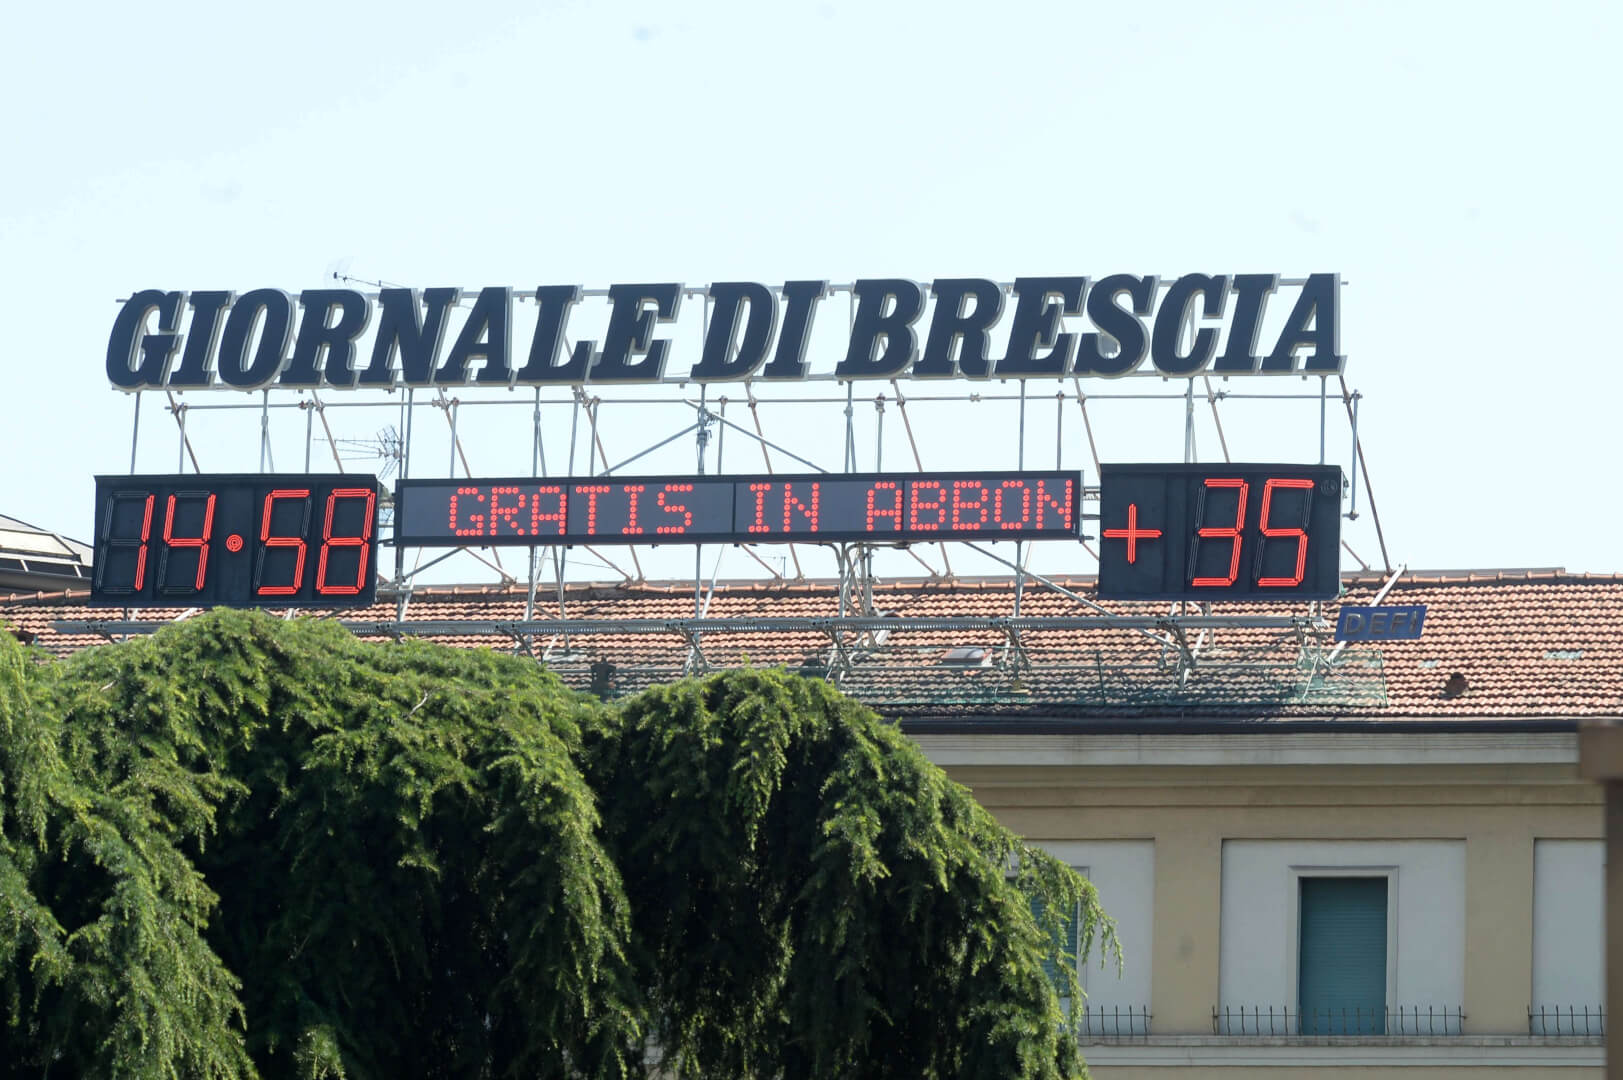 GIORNALE DI BRESCIA
14·58
GRATIS IN ABBON
+35
DEFI